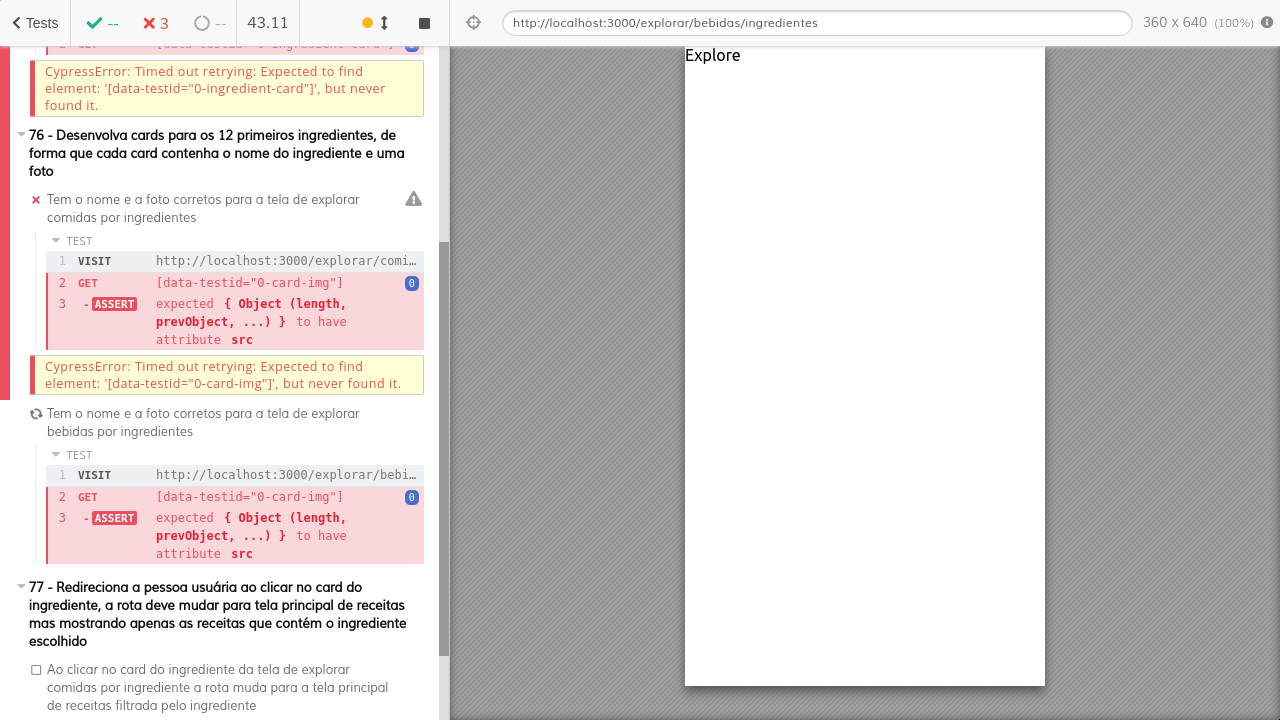 Tests
--
3
--
43.11
http://localhost:3000/explorar/bebidas/ingredientes
360 x 640 (100%)
2 GET [data-testid="0-ingredient-card"] 0
CypressError: Timed out retrying: Expected to find
element: '[data-testid="0-ingredient-card"]', but never
found it.
76 - Desenvolva cards para os 12 primeiros ingredientes, de
forma que cada card contenha o nome do ingrediente e uma
foto
Tem o nome e a foto corretos para a tela de explorar
comidas por ingredientes
TEST
1 VISIT http://localhost:3000/explorar/comi…
2 GET [data-testid="0-card-img"] 0
3 -ASSERT expected { Object (length,
prevObject, ...) } to have
attribute src
CypressError: Timed out retrying: Expected to find
element: '[data-testid="0-card-img"]', but never found it.
Tem o nome e a foto corretos para a tela de explorar
bebidas por ingredientes
TEST
1 VISIT http://localhost:3000/explorar/bebi…
2 GET [data-testid="0-card-img"] 0
3 -ASSERT expected { Object (length,
prevObject, ...) } to have
attribute src
77 - Redireciona a pessoa usuária ao clicar no card do
ingrediente, a rota deve mudar para tela principal de receitas
mas mostrando apenas as receitas que contém o ingrediente
escolhido
Ao clicar no card do ingrediente da tela de explorar
comidas por ingrediente a rota muda para a tela principal
de receitas filtrada pelo ingrediente
Explore